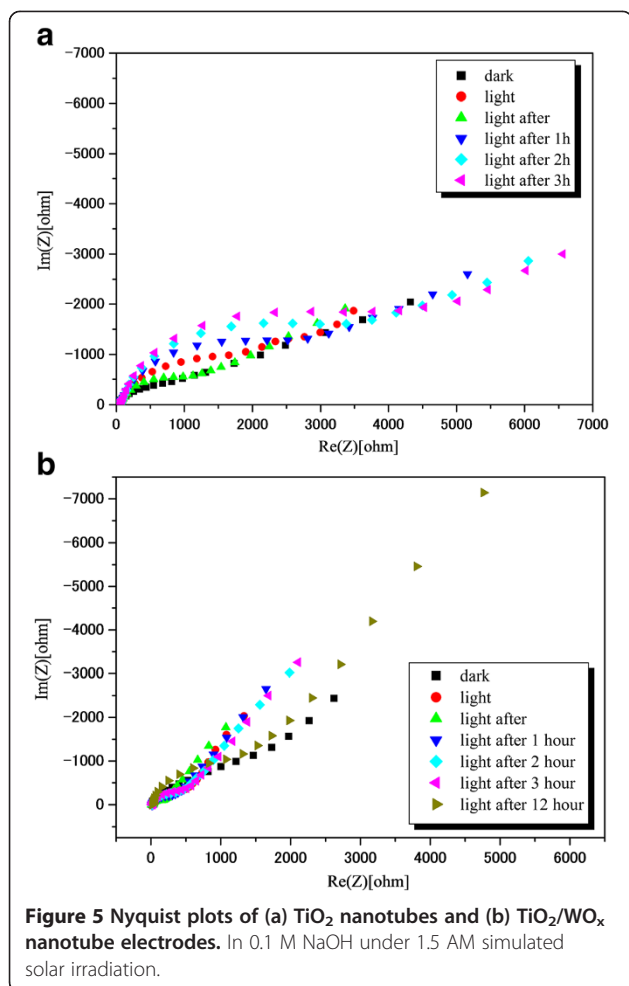 a
-7000
-6000
-5000
-4000
-3000
-2000
-1000
0
Im(Z)[ohm]
dark
light
light after
light after 1h
light after 2h
light after 3h
0 1000 2000 3000 4000 5000 6000 7000
Re(Z)[ohm]
b
-7000
-6000
-5000
-4000
-3000
-2000
-1000
0
Im(Z)[ohm]
dark
light
light after
light after 1 hour
light after 2 hour
light after 3 hour
light after 12 hour
0 1000 2000 3000 4000 5000 6000
Re(Z)[ohm]
Figure 5 Nyquist plots of (a) TiO₂ nanotubes and (b) TiO₂/WOₓ
nanotube electrodes. In 0.1 M NaOH under 1.5 AM simulated
solar irradiation.